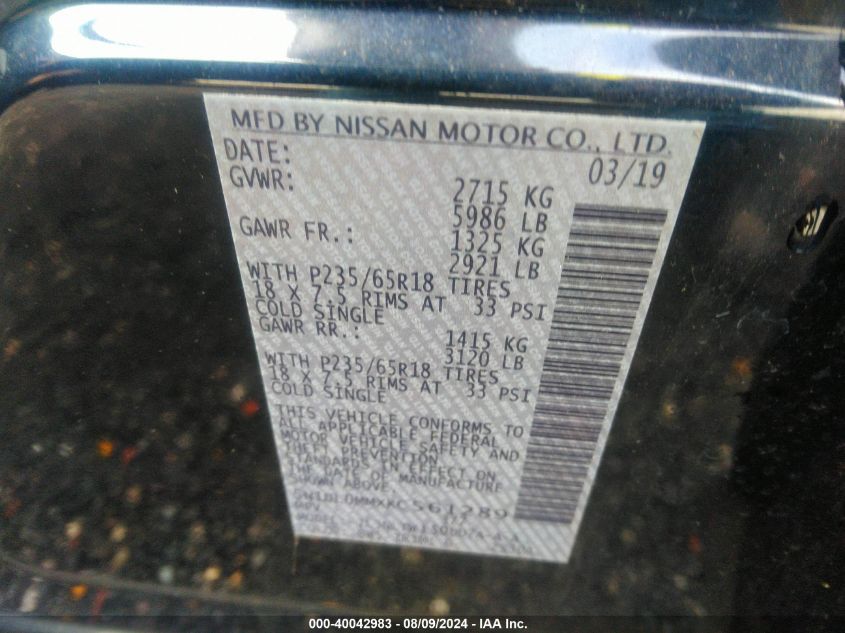 MFD BY NISSAN MOTOR CO., LTD.
DATE: 03/19
GVWR: 2715 KG
5986 LB
GAWR FR.: 1325 KG
2921 LB
WITH P235/65R18 TIRES
18 X 7.5 RIMS AT 33 PSI
COLD SINGLE
GAWR RR.: 1415 KG
3120 LB
WITH P235/65R18 TIRES
18 X 7.5 RIMS AT 33 PSI
COLD SINGLE
THIS VEHICLE CONFORMS TO
ALL APPLICABLE FEDERAL
MOTOR VEHICLE SAFETY AND
THEFT PREVENTION
STANDARDS IN EFFECT ON
THE DATE OF MANUFACTURE
SHOWN ABOVE.
5N1DL0MMXKC561289
MPV
MODEL
000-40042983 - 08/09/2024 - IAA Inc.